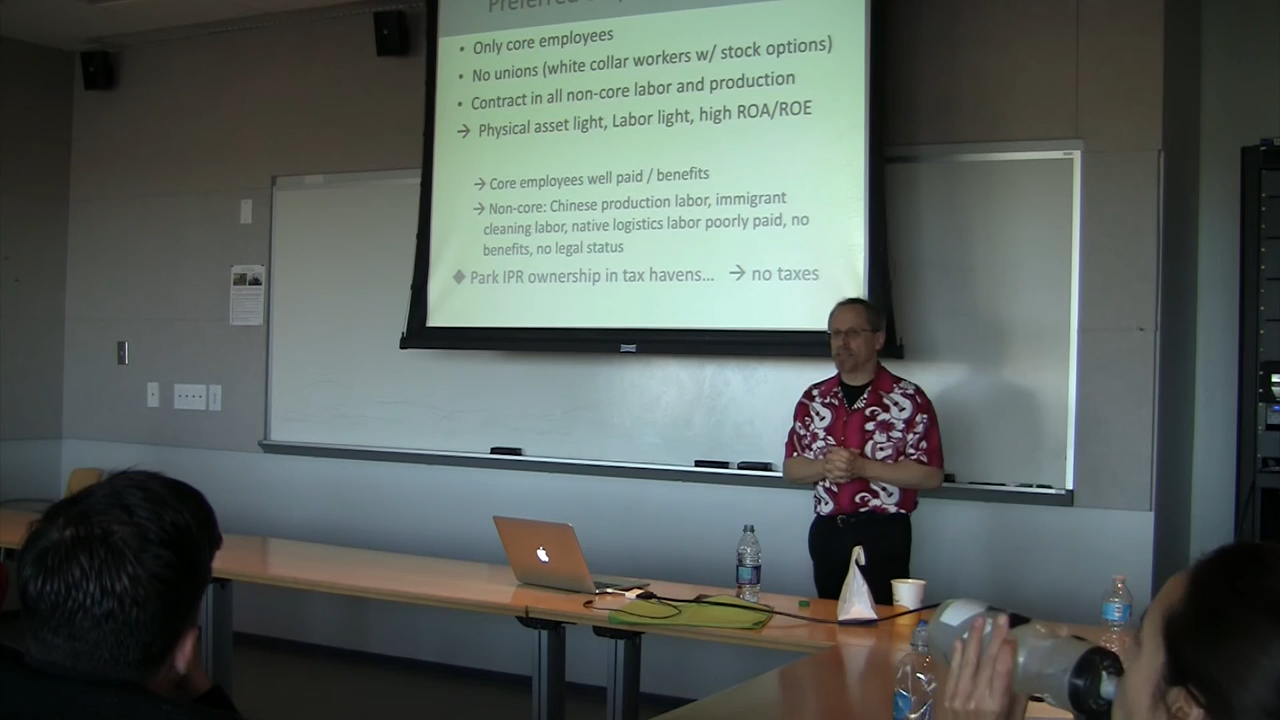 Preferred
• Only core employees
• No unions (white collar workers w/ stock options)
• Contract in all non-core labor and production
→ Physical asset light, Labor light, high ROA/ROE
→ Core employees well paid / benefits
→ Non-core: Chinese production labor, immigrant
cleaning labor, native logistics labor poorly paid, no
benefits, no legal status
◆ Park IPR ownership in tax havens... → no taxes